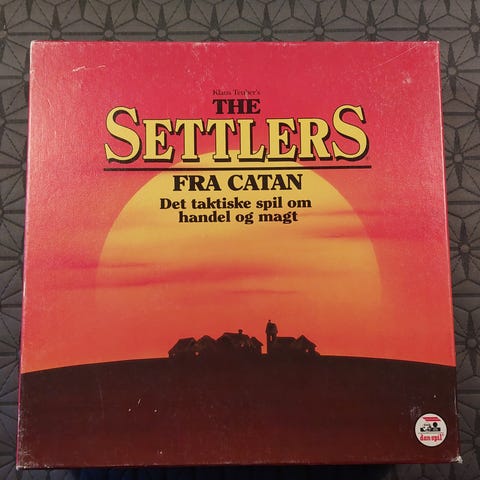 Klaus Teuber's
THE
SETTLERS
FRA CATAN
Det taktiske spil om
handel og magt
dan spil